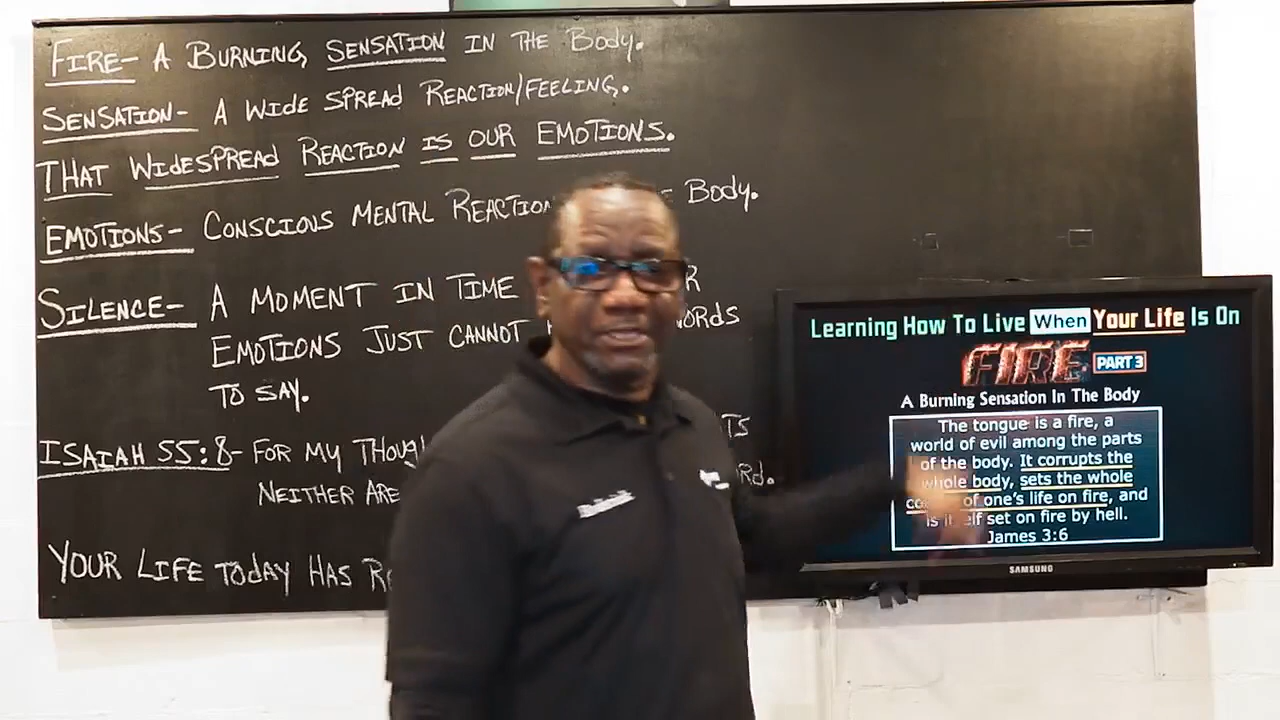 FIRE- A BURNING SENSATION IN THE BODY.
SENSATION- A WIDE SPREAD REACTION/FEELING.
THAT WIDESPREAD REACTION IS OUR EMOTIONS.
EMOTIONS- CONSCIOUS MENTAL REACTION BODY.
SILENCE- A MOMENT IN TIME
EMOTIONS JUST CANNOT WORDS
TO SAY.
ISAIAH 55:8- FOR MY
NEITHER ARE
YOUR LIFE TODAY HAS
Learning How To Live When Your Life Is On
FIRE PART 3
A Burning Sensation In The Body
The tongue is a fire, a
world of evil among the parts
of the body. It corrupts the
whole body, sets the whole
of one's life on fire, and
is itself set on fire by hell.
James 3:6
SAMSUNG